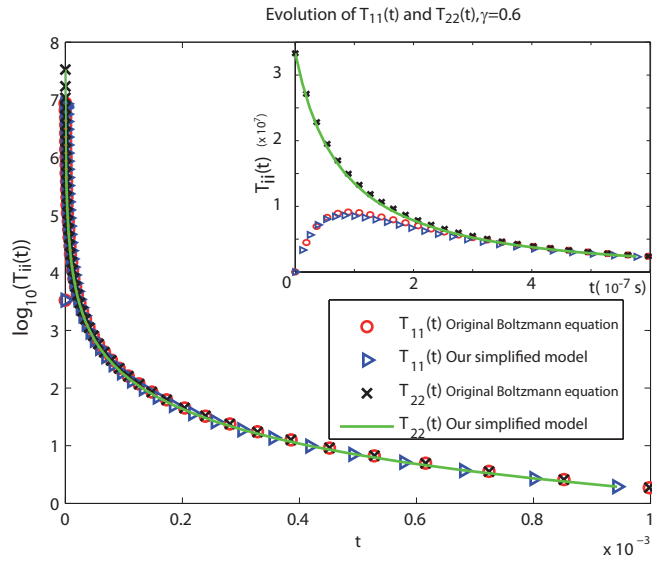 Evolution of T11(t) and T22(t),γ=0.6
log10(Tii(t))
8
7
6
5
4
3
2
1
0
0
0.2
0.4
0.6
0.8
1
t
x 10-3
Tii(t) (x 10^7)
3
2
1
0
2
4
t( 10-7 s)
T11(t) Original Boltzmann equation
T11(t) Our simplified model
T22(t) Original Boltzmann equation
T22(t) Our simplified model